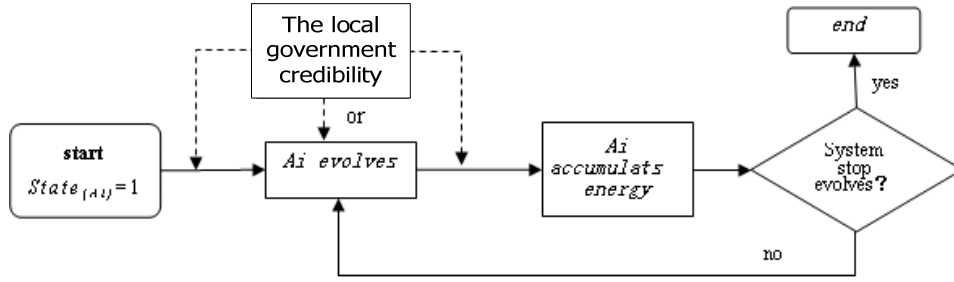 The local
government
credibility
end
yes
or
start
State(Ai)=1
Ai evolves
Ai
accumulats
energy
System
stop
evolves?
no